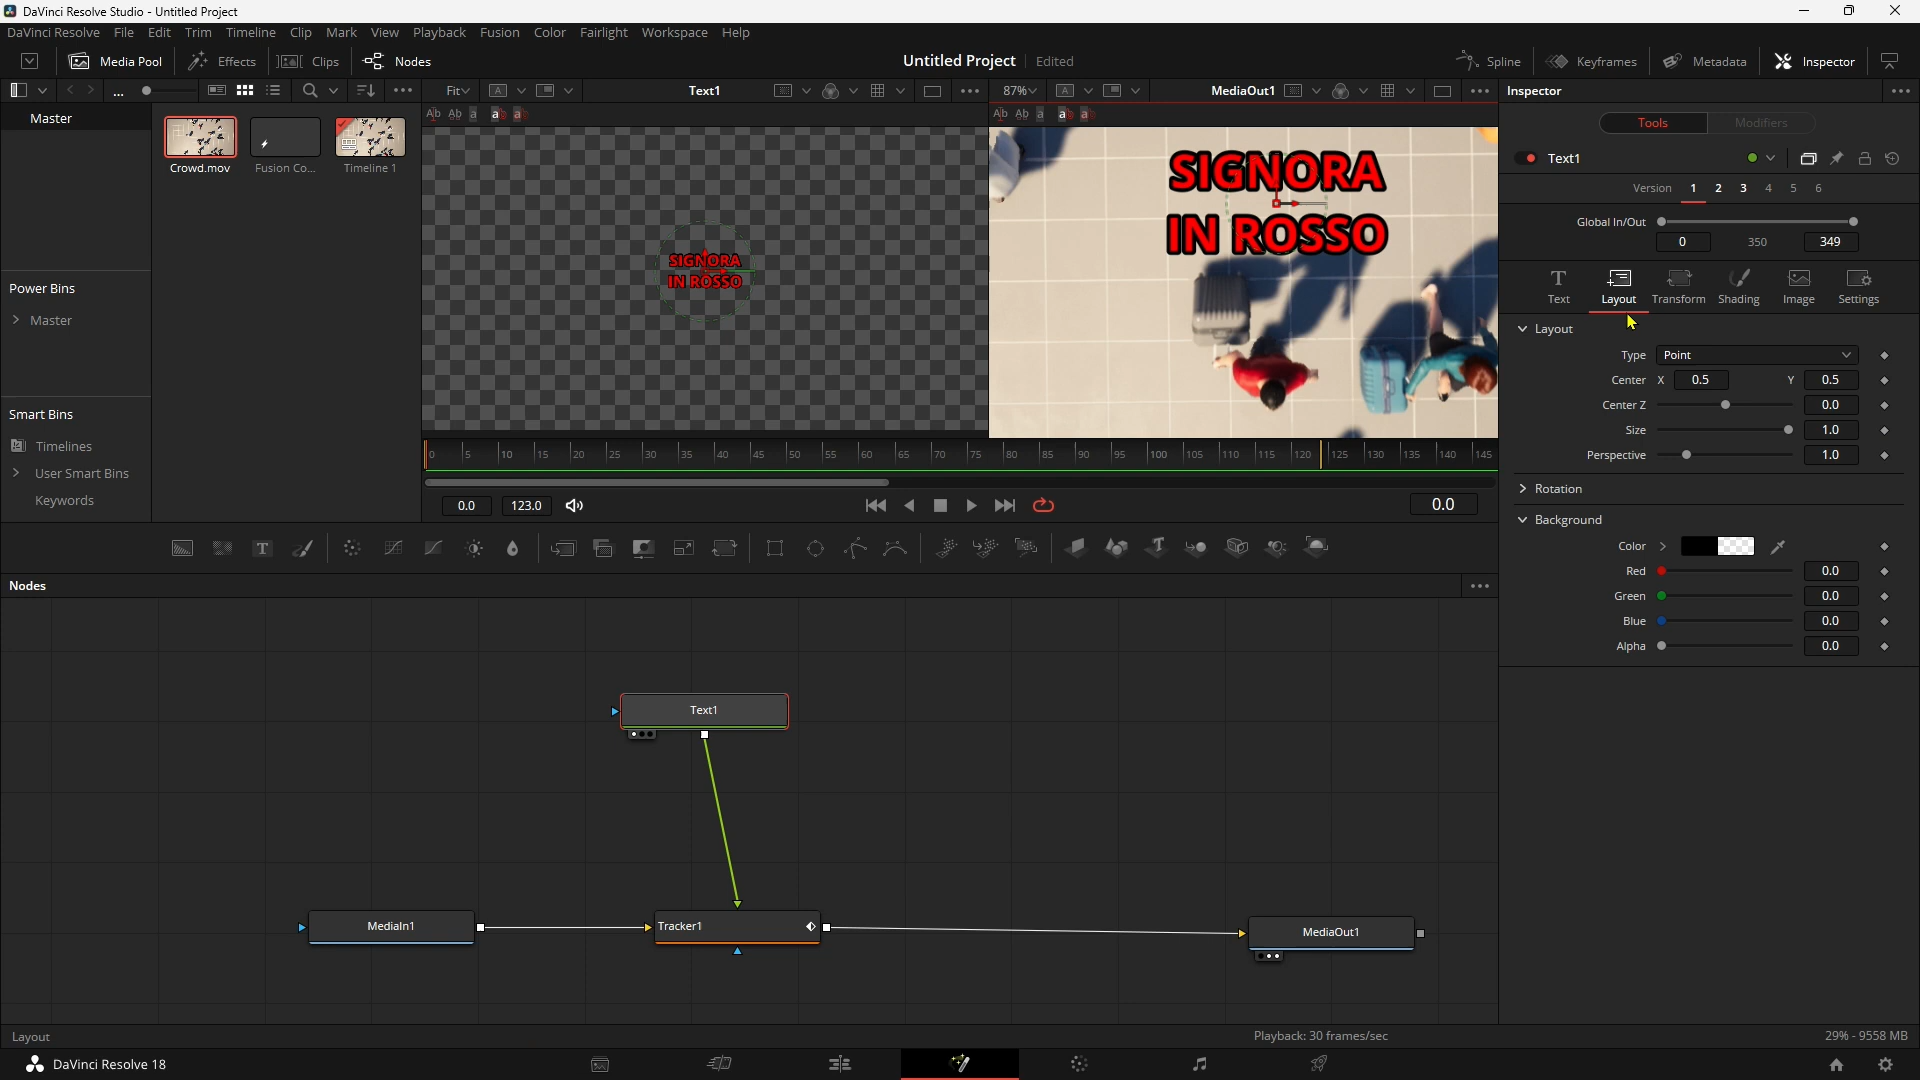 DaVinci Resolve Studio - Untitled Project
DaVinci Resolve File Edit Trim Timeline Clip Mark View Playback Fusion Color Fairlight Workspace Help
Media Pool Effects Clips Nodes Untitled Project Edited Spline Keyframes Metadata Inspector
... Fit Text1 87% MediaOut1 Inspector
Master
Crowd.mov Fusion Co... Timeline 1
Power Bins
Master
Smart Bins
Timelines
User Smart Bins
Keywords
SIGNORA
IN ROSSO
SIGNORA
IN ROSSO
0 5 10 15 20 25 30 35 40 45 50 55 60 65 70 75 80 85 90 95 100 105 110 115 120 125 130 135 140 145
0.0 123.0 0.0
Tools Modifiers
Text1
Version 1 2 3 4 5 6
Global In/Out
0 350 349
Text Layout Transform Shading Image Settings
Layout
Type Point
Center X 0.5 Y 0.5
Center Z 0.0
Size 1.0
Perspective 1.0
Rotation
Background
Color
Red 0.0
Green 0.0
Blue 0.0
Alpha 0.0
Nodes
Text1
MediaIn1
Tracker1
MediaOut1
Layout Playback: 30 frames/sec 29% - 9558 MB
DaVinci Resolve 18